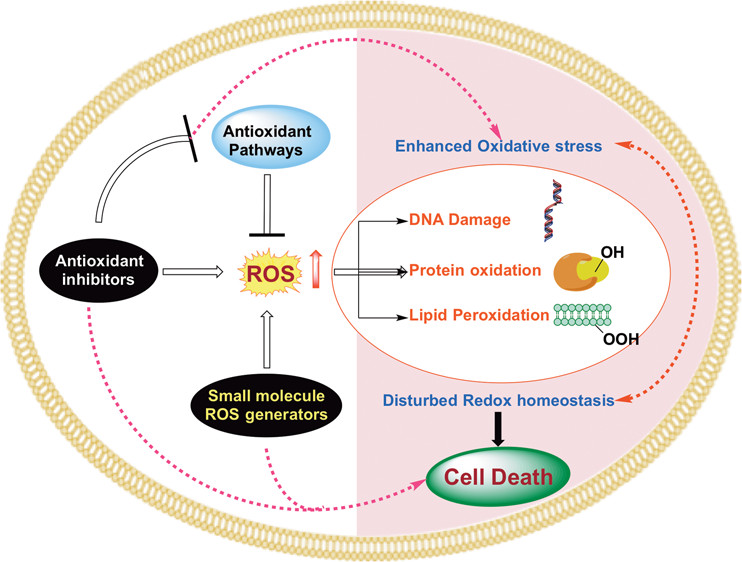 Antioxidant
Pathways
Enhanced Oxidative stress
DNA Damage
Antioxidant
inhibitors
ROS
Protein oxidation
OH
Lipid Peroxidation
OOH
Small molecule
ROS generators
Disturbed Redox homeostasis
Cell Death